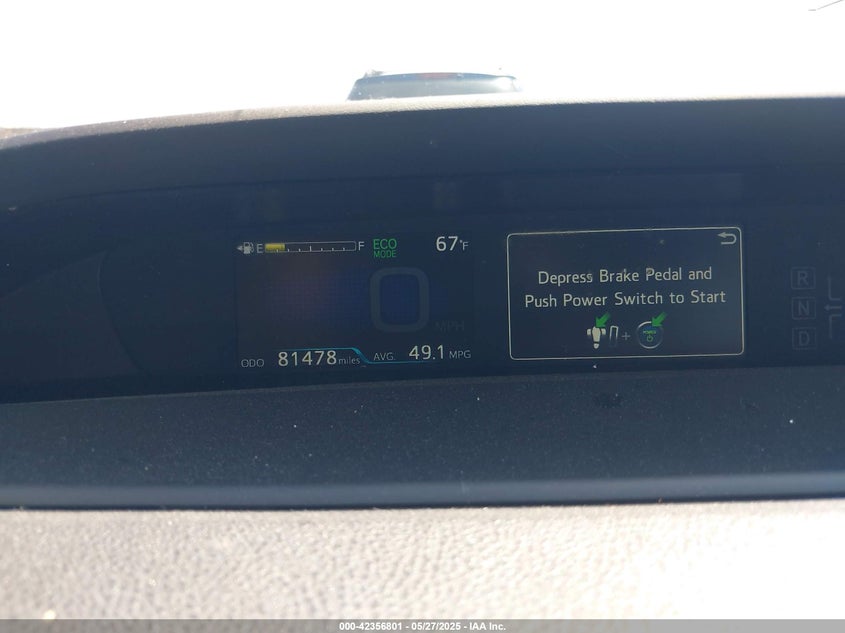 E F ECO MODE 67°F
MPH
ODO 81478 miles AVG. 49.1 MPG
Depress Brake Pedal and
Push Power Switch to Start
POWER
R
N
D
000-42356801 - 05/27/2025 - IAA Inc.